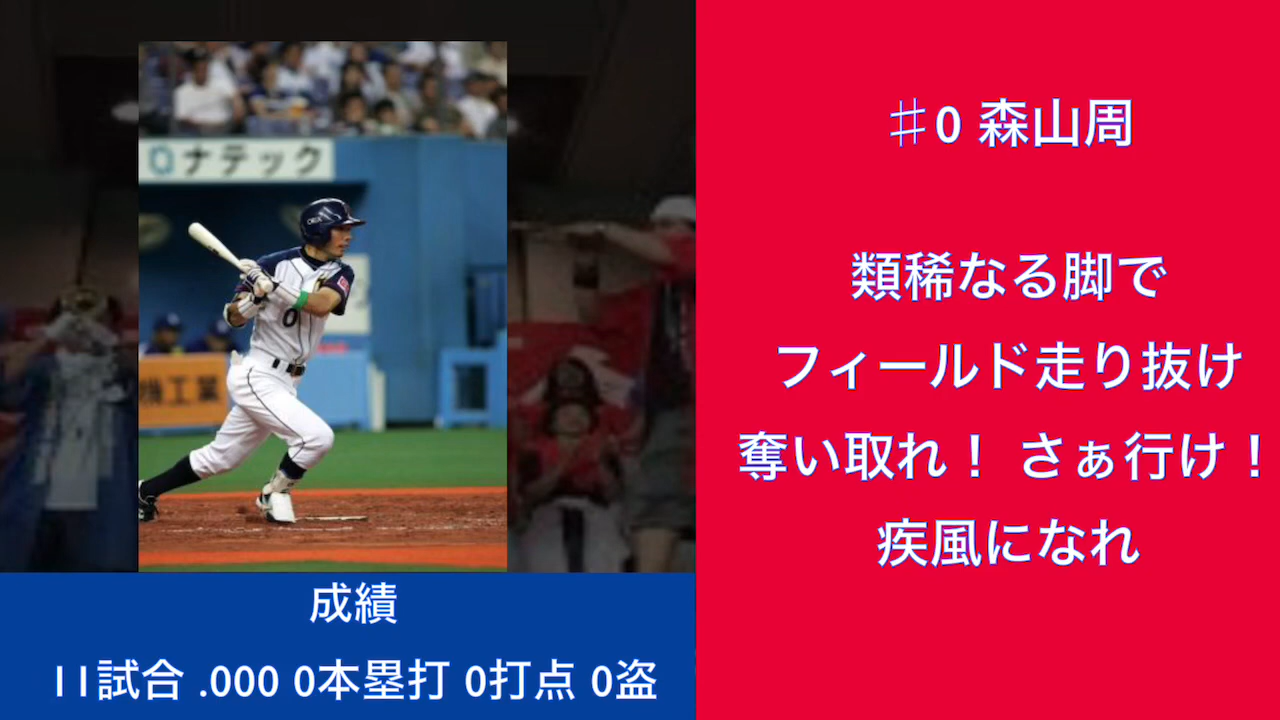 #0 森山周
類稀なる脚で
フィールド走り抜け
奪い取れ! さぁ行け!
疾風になれ
ナテック
0
機工業
成績
11試合 .000 0本塁打 0打点 0盗